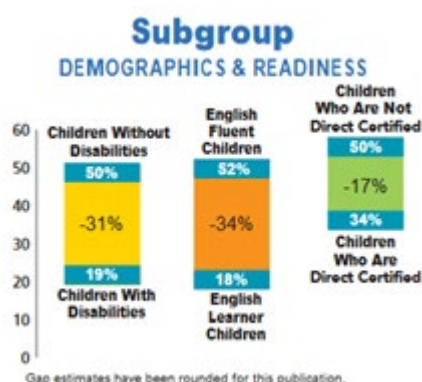 Subgroup
DEMOGRAPHICS & READINESS
Children
Who Are Not
Direct Certified
English
Fluent
Children
Children Without
Disabilities
60
50
40
30
20
10
0
50%
52%
50%
-31%
-34%
-17%
19%
18%
34%
Children With
Disabilities
English
Learner
Children
Children
Who Are
Direct Certified
Gap estimates have been rounded for this publication.